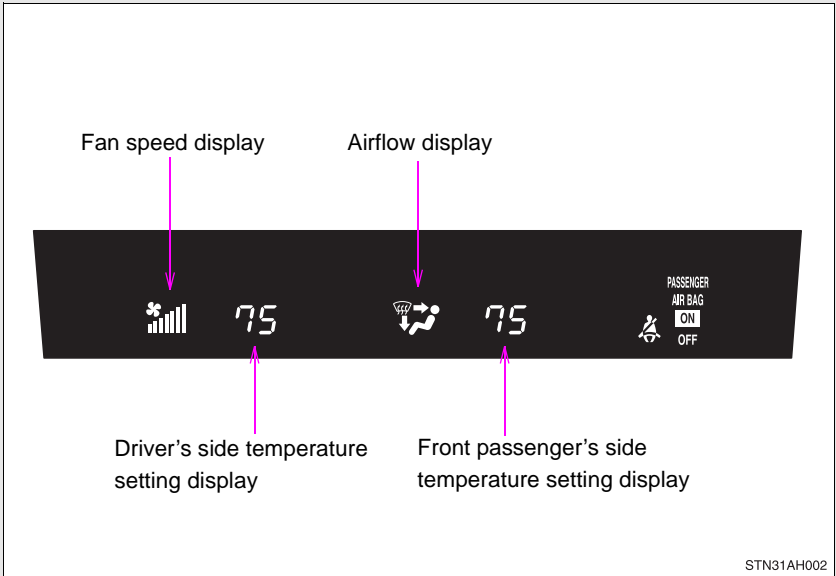 Fan speed display
Airflow display
75
75
PASSENGER
AIR BAG
ON
OFF
Driver’s side temperature
setting display
Front passenger’s side
temperature setting display
STN31AH002